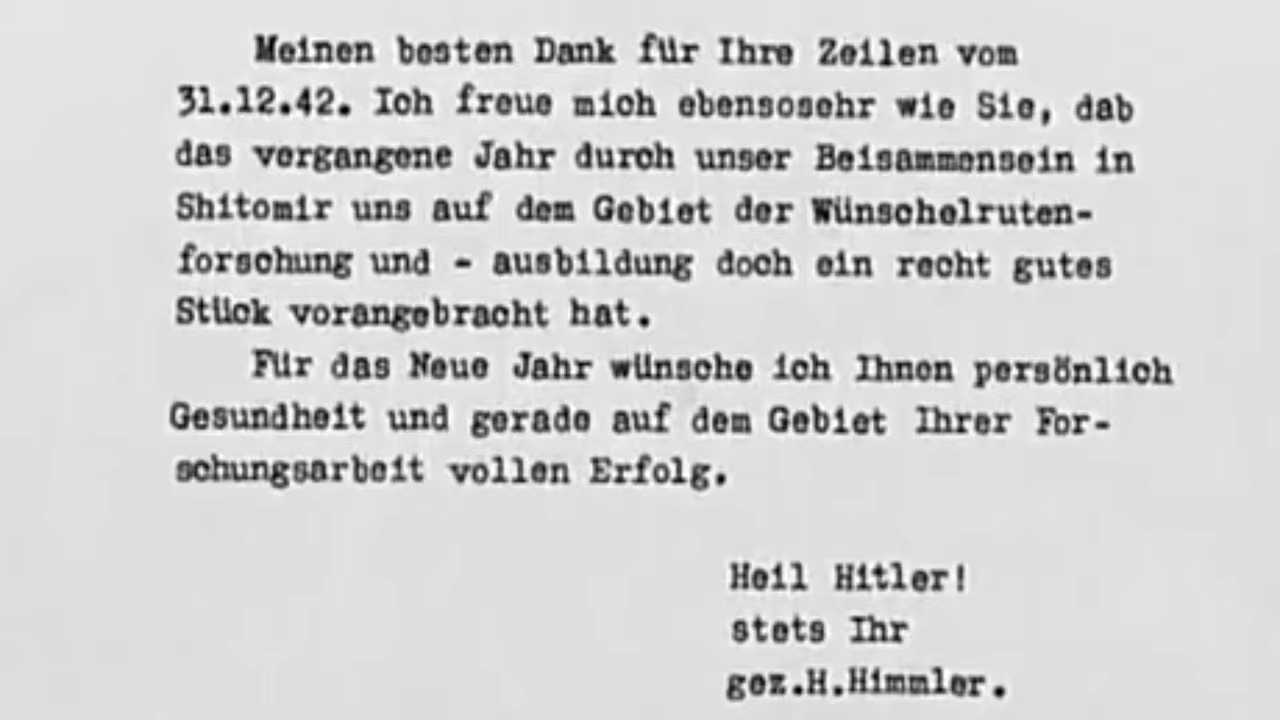 Meinen besten Dank für Ihre Zeilen vom
31.12.42. Ich freue mich ebensosehr wie Sie, dab
das vergangene Jahr durch unser Beisammensein in
Shitomir uns auf dem Gebiet der Wünschelruten-
forschung und - ausbildung doch ein recht gutes
Stück vorangebracht hat.
Für das Neue Jahr wünsche ich Ihnen persönlich
Gesundheit und gerade auf dem Gebiet Ihrer For-
schungsarbeit vollen Erfolg.
Heil Hitler!
stets Ihr
gez.H.Himmler.